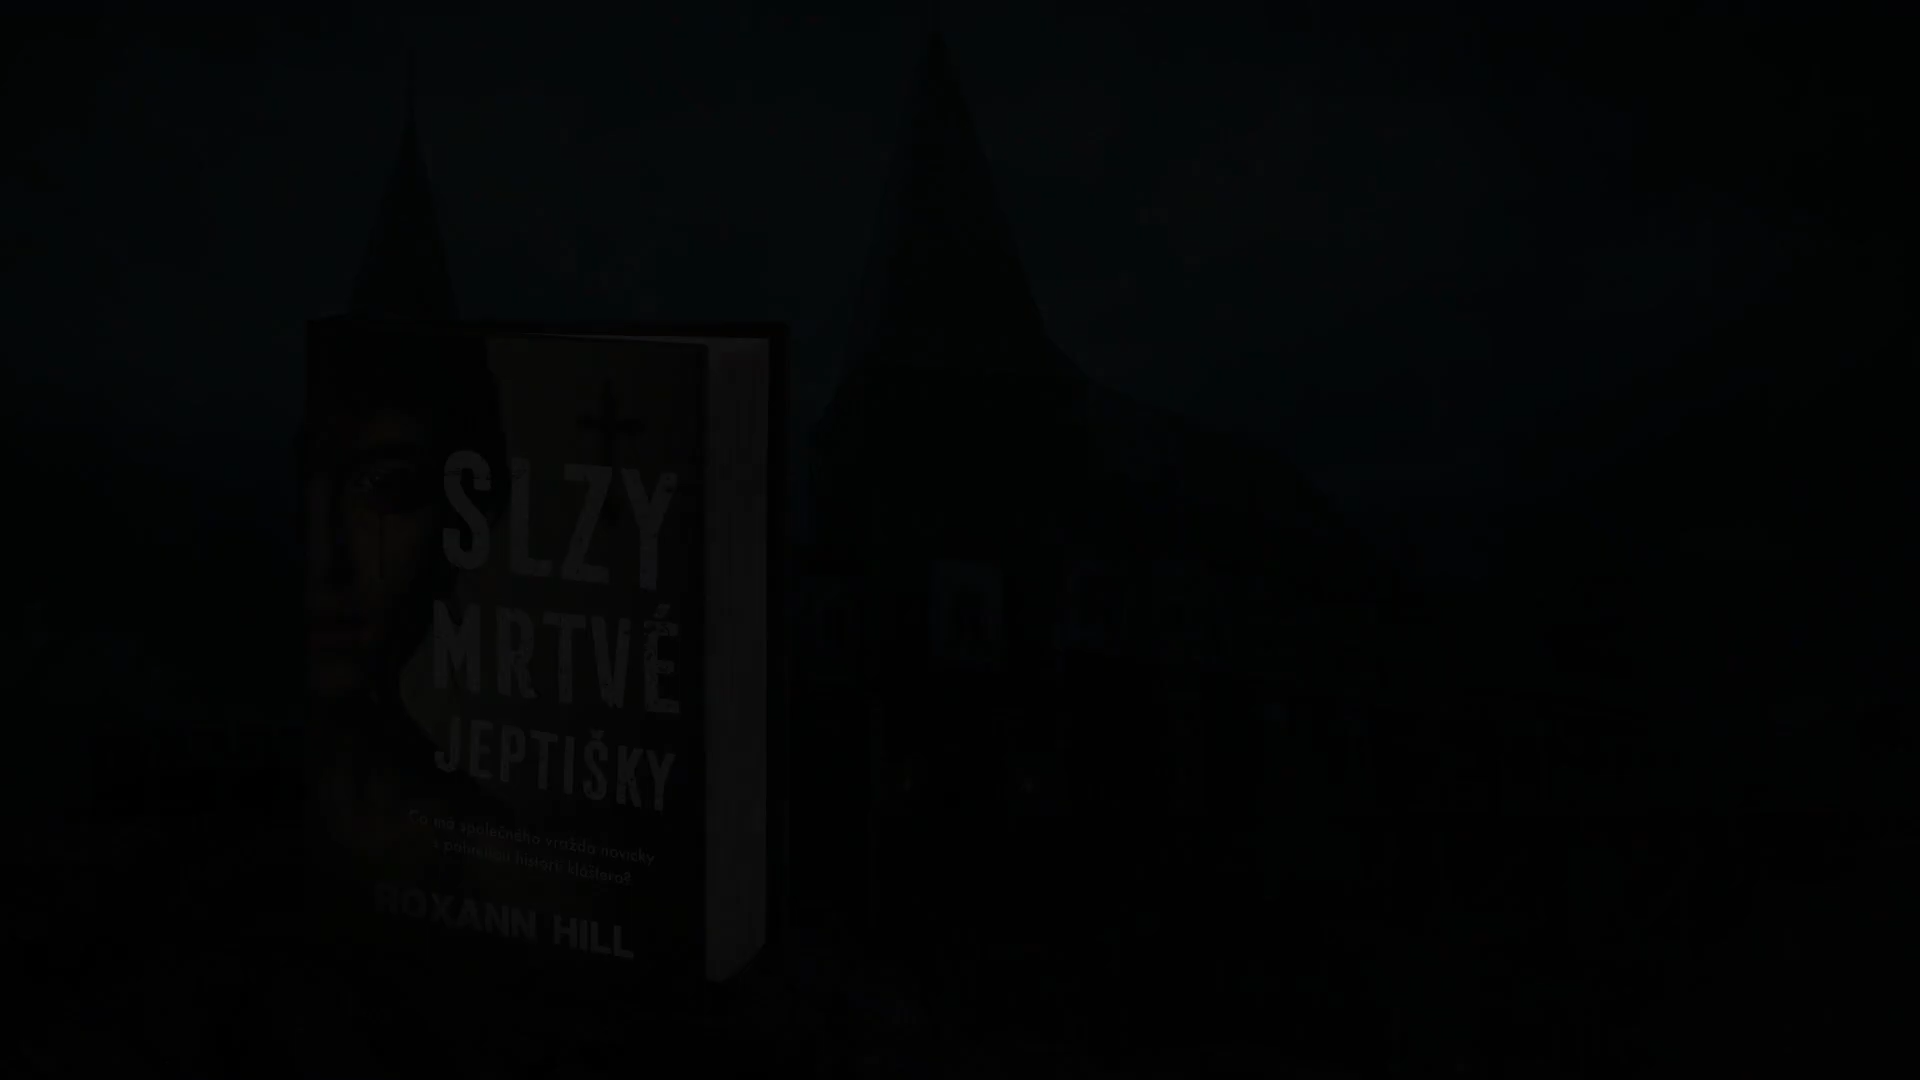 SLZY
MRTVÉ
JEPTIŠKY
Co má společného vražda novicky
s pohnutou historií kláštera?
ROXANN HILL